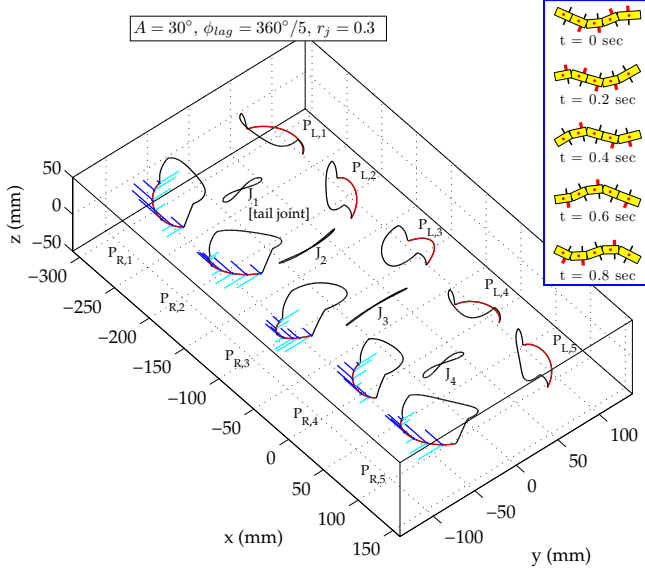 A = 30°, ϕ_lag = 360°/5, r_j = 0.3
t = 0 sec
t = 0.2 sec
t = 0.4 sec
t = 0.6 sec
t = 0.8 sec
P_L,1
P_L,2
P_L,3
P_L,4
P_L,5
J_1
[tail joint]
J_2
J_3
J_4
P_R,1
P_R,2
P_R,3
P_R,4
P_R,5
z (mm)
50
0
−50
x (mm)
−300
−250
−200
−150
−100
−50
0
50
100
150
y (mm)
−100
−50
0
50
100